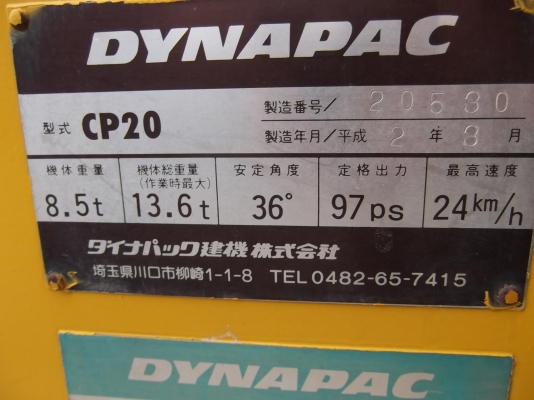 DYNAPAC
型式 CP20
製造番号/ 20530
製造年月/平成 2 年 3 月
機体重量 機体総重量(作業時最大) 安定角度 定格出力 最高速度
8.5t 13.6t 36° 97ps 24km/h
ダイナパック建機株式会社
埼玉県川口市柳崎1-1-8 TEL0482-65-7415
DYNAPAC